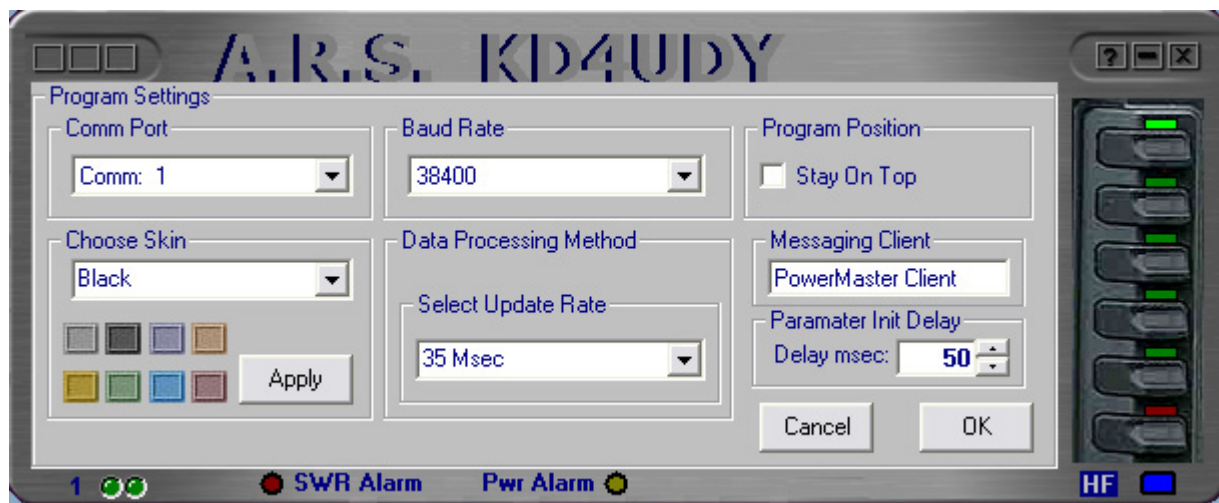 A.R.S. KD4UDY
?
Program Settings
Comm Port
Comm: 1
Baud Rate
38400
Program Position
Stay On Top
Choose Skin
Black
Apply
Data Processing Method
Select Update Rate
35 Msec
Messaging Client
PowerMaster Client
Paramater Init Delay
Delay msec: 50
Cancel
OK
1
SWR Alarm
Pwr Alarm
HF